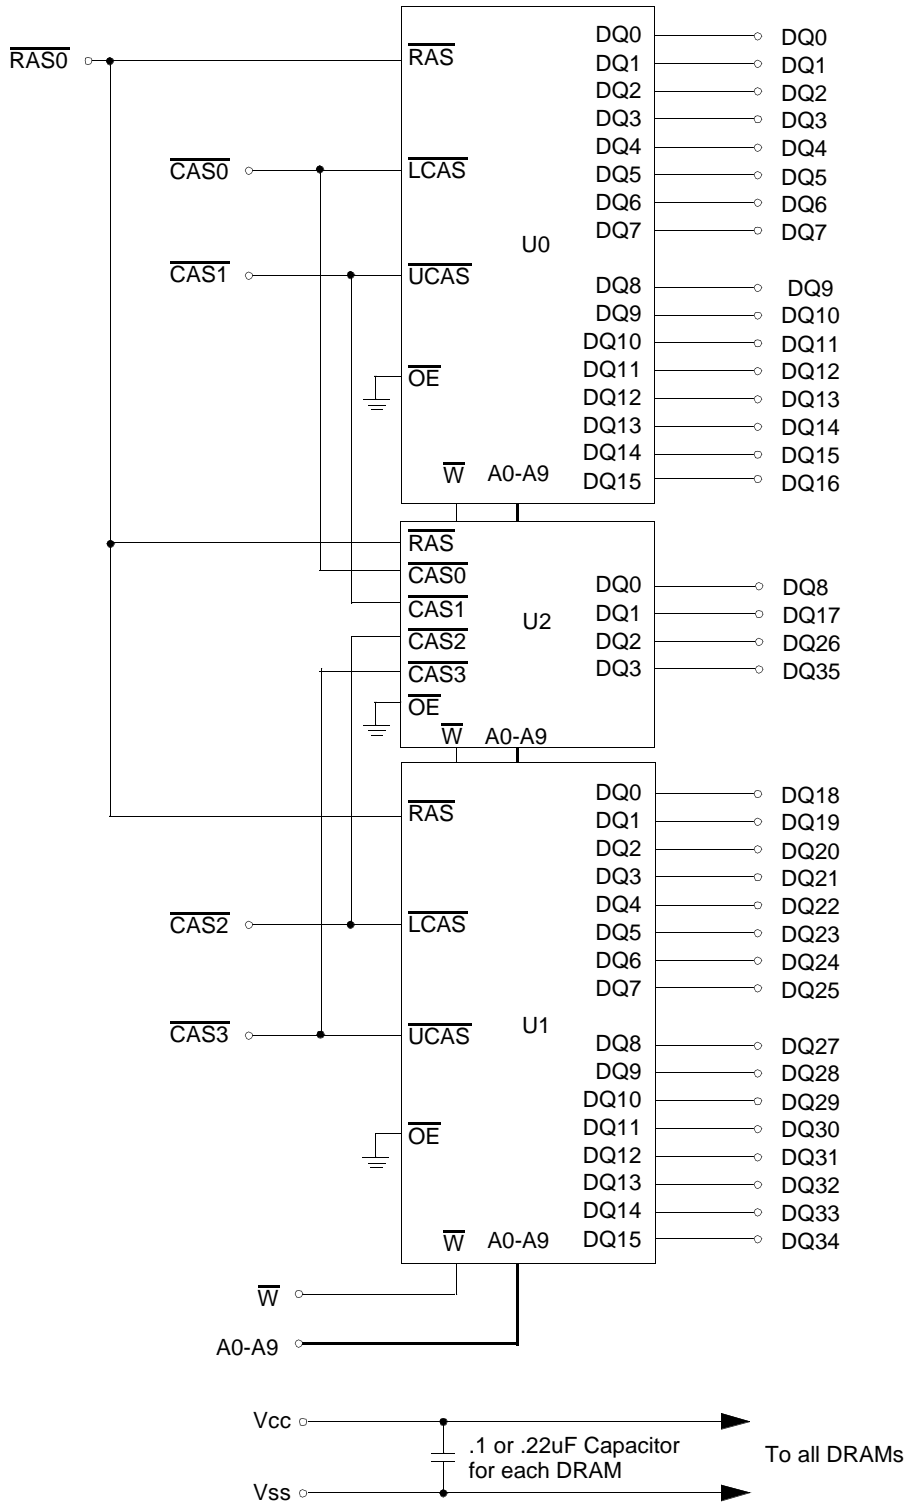 DQ0 DQ0
RAS0 RAS
DQ1 DQ1
DQ2 DQ2
DQ3 DQ3
DQ4 DQ4
CAS0 LCAS
DQ5 DQ5
DQ6 DQ6
DQ7 DQ7
U0
CAS1 UCAS
DQ8 DQ9
DQ9 DQ10
DQ10 DQ11
DQ11 DQ12
OE
DQ12 DQ13
DQ13 DQ14
DQ14 DQ15
W A0-A9
DQ15 DQ16
RAS
CAS0
DQ0 DQ8
CAS1
DQ1 DQ17
U2
CAS2
DQ2 DQ26
CAS3
DQ3 DQ35
OE
W A0-A9
DQ0 DQ18
RAS
DQ1 DQ19
DQ2 DQ20
DQ3 DQ21
DQ4 DQ22
CAS2 LCAS
DQ5 DQ23
DQ6 DQ24
DQ7 DQ25
U1
CAS3 UCAS
DQ8 DQ27
DQ9 DQ28
DQ10 DQ29
DQ11 DQ30
OE
DQ12 DQ31
DQ13 DQ32
DQ14 DQ33
W A0-A9
DQ15 DQ34
W
A0-A9
Vcc
.1 or .22uF Capacitor
for each DRAM
To all DRAMs
Vss